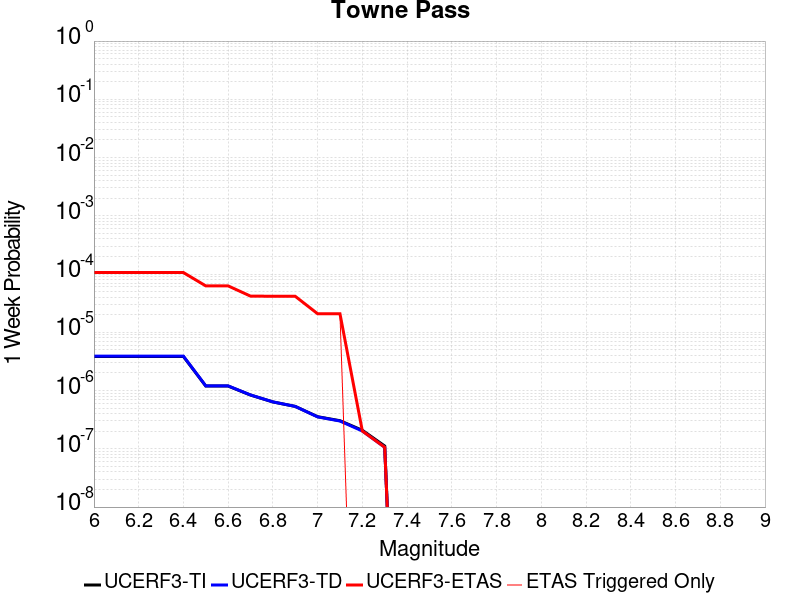 Towne Pass
1 Week Probability
10^0
10^-1
10^-2
10^-3
10^-4
10^-5
10^-6
10^-7
10^-8
6 6.2 6.4 6.6 6.8 7 7.2 7.4 7.6 7.8 8 8.2 8.4 8.6 8.8 9
Magnitude
UCERF3-TI UCERF3-TD UCERF3-ETAS ETAS Triggered Only